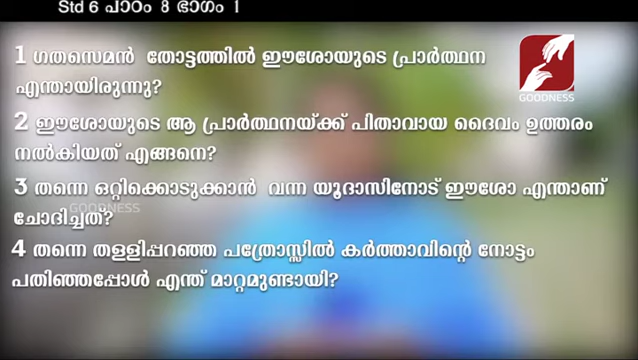 Std 6 പാഠം 8 ഭാഗം 1
1 ഗതസെമൻ തോട്ടത്തിൽ ഈശോയുടെ പ്രാർത്ഥന
എന്തായിരുന്നു?
GOODNESS
2 ഈശോയുടെ ആ പ്രാർത്ഥനയ്ക്ക് പിതാവായ ദൈവം ഉത്തരം
നൽകിയത് എങ്ങനെ?
3 തന്നെ ഒറ്റിക്കൊടുക്കാൻ വന്ന യൂദാസിനോട് ഈശോ എന്താണ്
ചോദിച്ചത്?
GOODNESS
4 തന്നെ തള്ളിപ്പറഞ്ഞ പത്രോസ്സിൽ കർത്താവിന്റെ നോട്ടം
പതിഞ്ഞപ്പോൾ എന്ത് മാറ്റമുണ്ടായി?